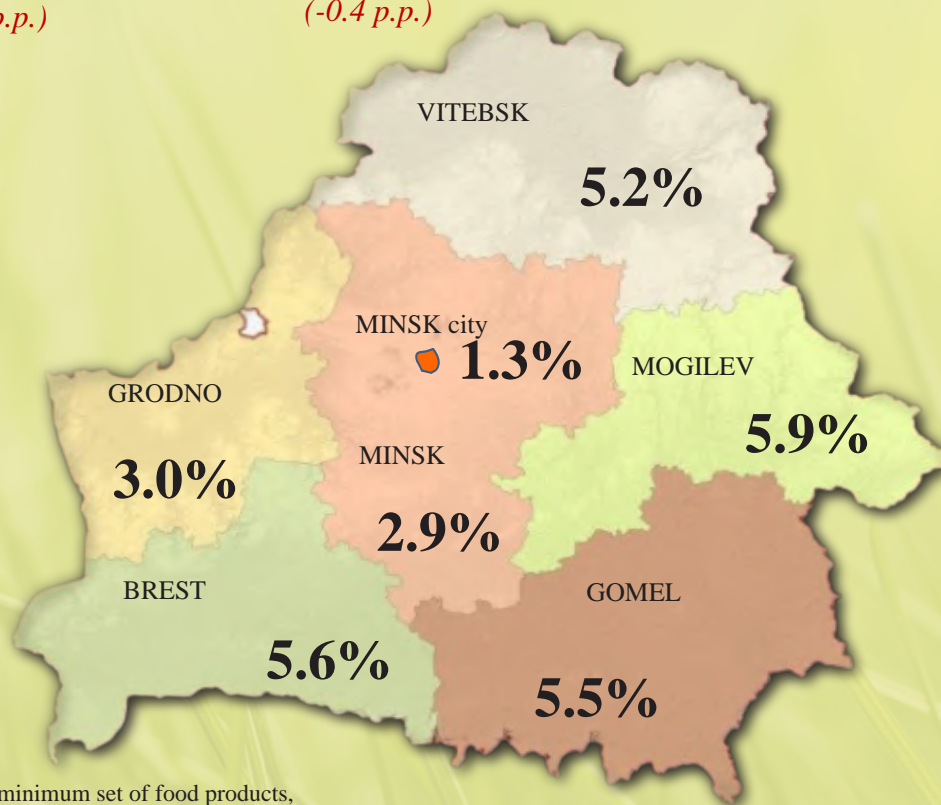 p.p.)
(-0.4 p.p.)
VITEBSK
5.2%
MINSK city
1.3%
MOGILEV
5.9%
GRODNO
3.0%
MINSK
2.9%
BREST
5.6%
GOMEL
5.5%
minimum set of food products,